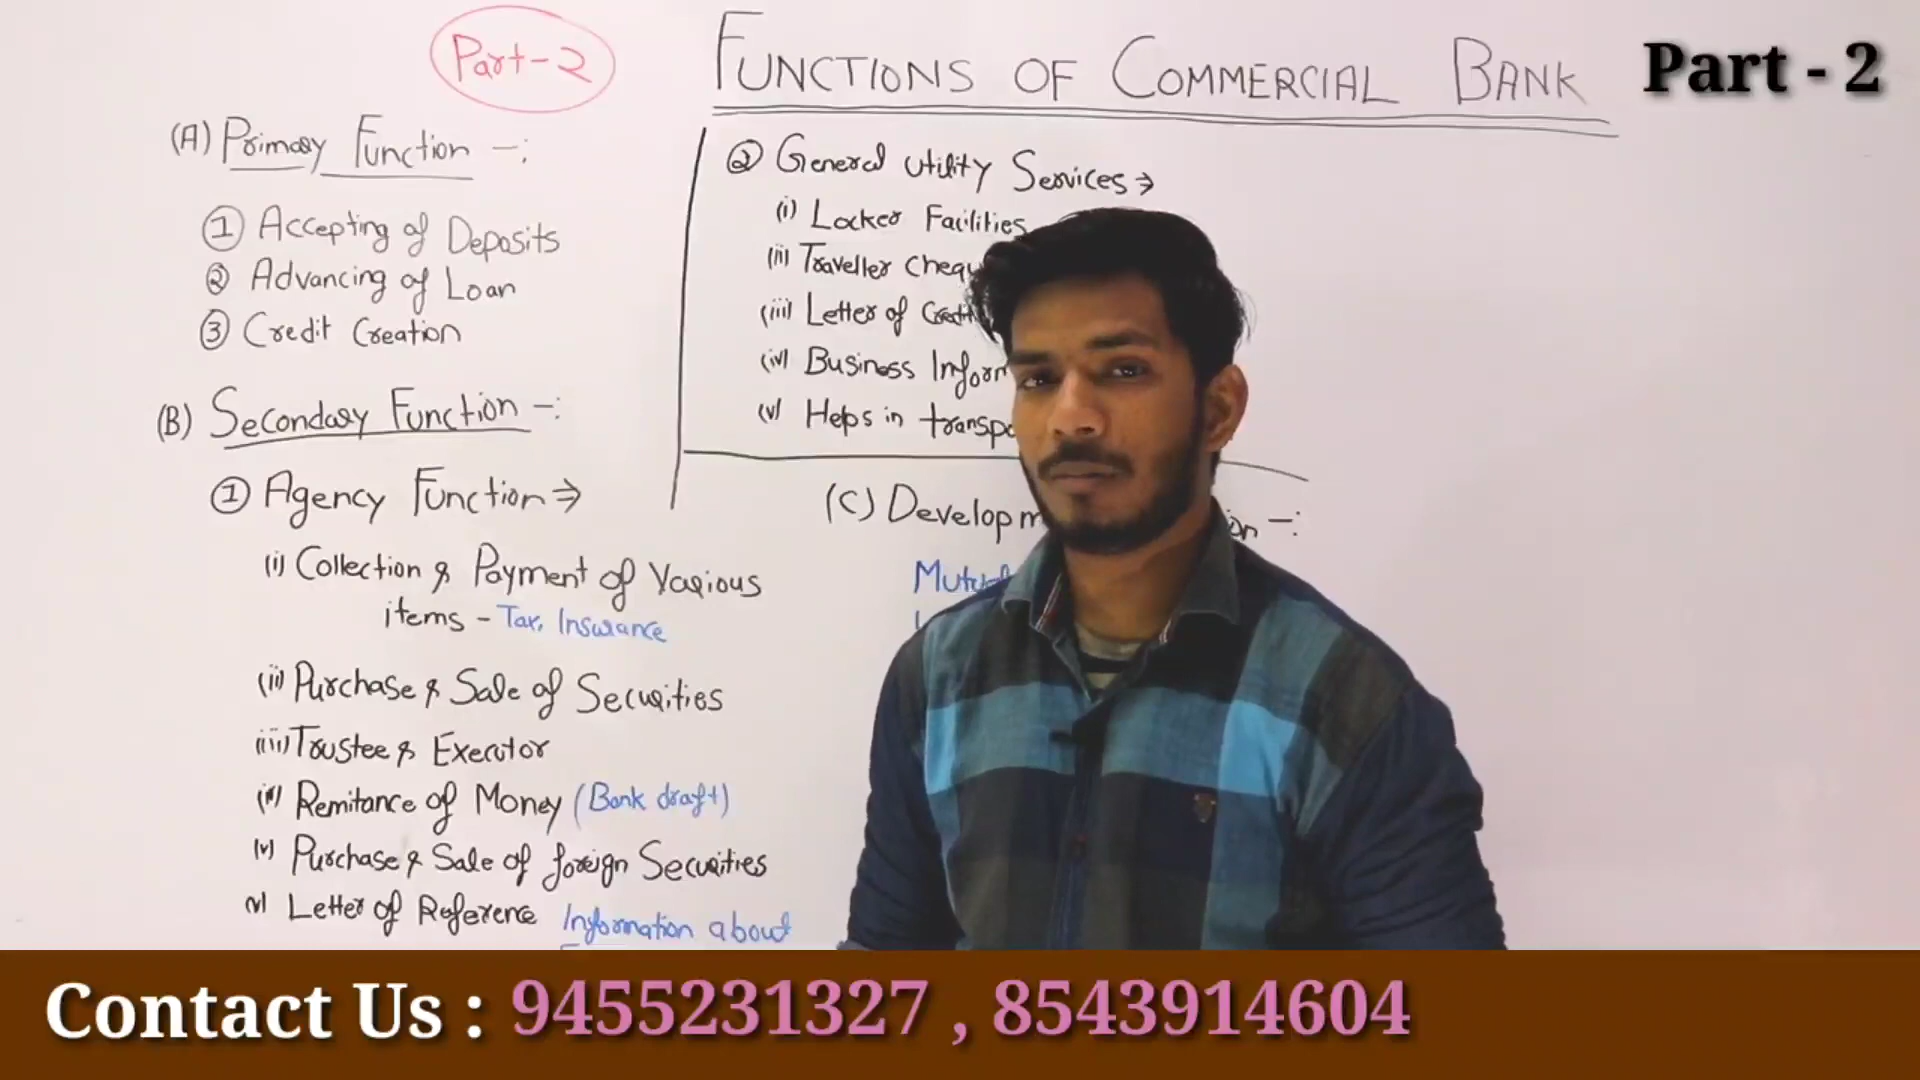 Part-2
FUNCTIONS OF COMMERCIAL BANK
Part - 2
(A) Primary Function -:
① Accepting of Deposits
② Advancing of Loan
③ Credit Creation
(B) Secondary Function -:
① Agency Function ⇒
(i) Collection & Payment of Various
items - Tax, Insurance
(ii) Purchase & Sale of Securities
(iii) Trustee & Executor
(iv) Remitance of Money (Bank draft)
(v) Purchase & Sale of foreign Securities
(vi) Letter of Reference Information about
② General Utility Services ⇒
(i) Locker Facilities
(ii) Traveller
(iii) Letter of Credit
(iv) Business
(v) Helps in
(C)
Contact Us : 9455231327 , 8543914604